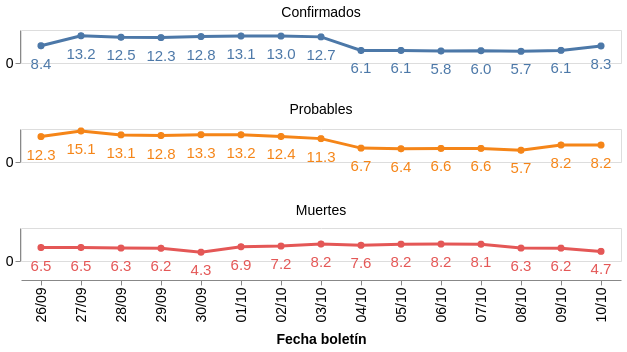 Confirmados
0
8.4 13.2 12.5 12.3 12.8 13.1 13.0 12.7 6.1 6.1 5.8 6.0 5.7 6.1 8.3
Probables
0
12.3 15.1 13.1 12.8 13.3 13.2 12.4 11.3 6.7 6.4 6.6 6.6 5.7 8.2 8.2
Muertes
0
6.5 6.5 6.3 6.2 4.3 6.9 7.2 8.2 7.6 8.2 8.2 8.1 6.3 6.2 4.7
26/09 27/09 28/09 29/09 30/09 01/10 02/10 03/10 04/10 05/10 06/10 07/10 08/10 09/10 10/10
Fecha boletín